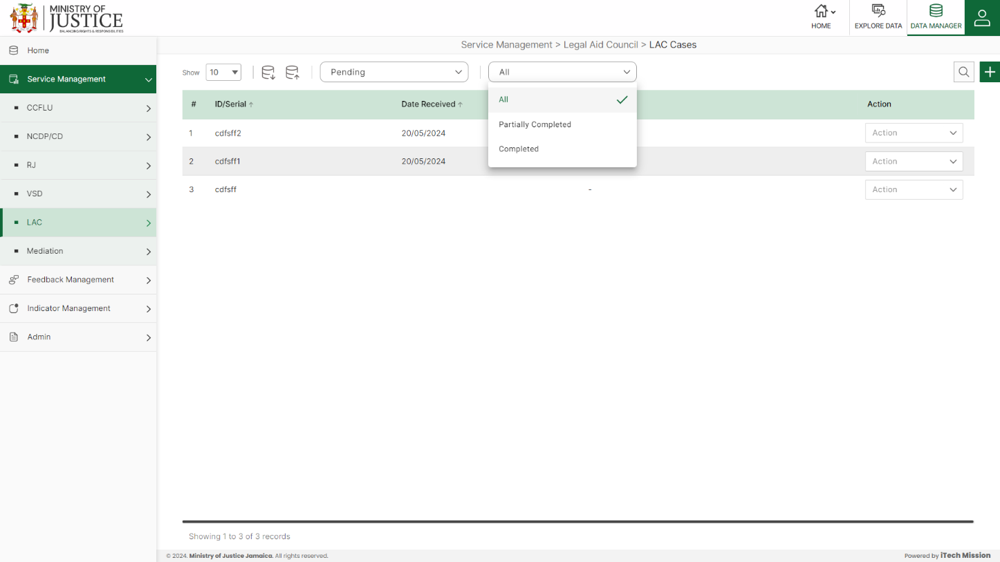 MINISTRY OF
JUSTICE
BALANCING RIGHTS & RESPONSIBILITIES
HOME
EXPLORE DATA
DATA MANAGER
Home
Service Management
CCFLU
NCDP/CD
RJ
VSD
LAC
Mediation
Feedback Management
Indicator Management
Admin
Service Management > Legal Aid Council > LAC Cases
Show 10 Pending All
All
Partially Completed
Completed
# ID/Serial ↑ Date Received ↑ Action
1 cdfsff2 20/05/2024 Action
2 cdfsff1 20/05/2024 Action
3 cdfsff - Action
Showing 1 to 3 of 3 records
© 2024. Ministry of Justice Jamaica. All rights reserved. Powered by iTech Mission